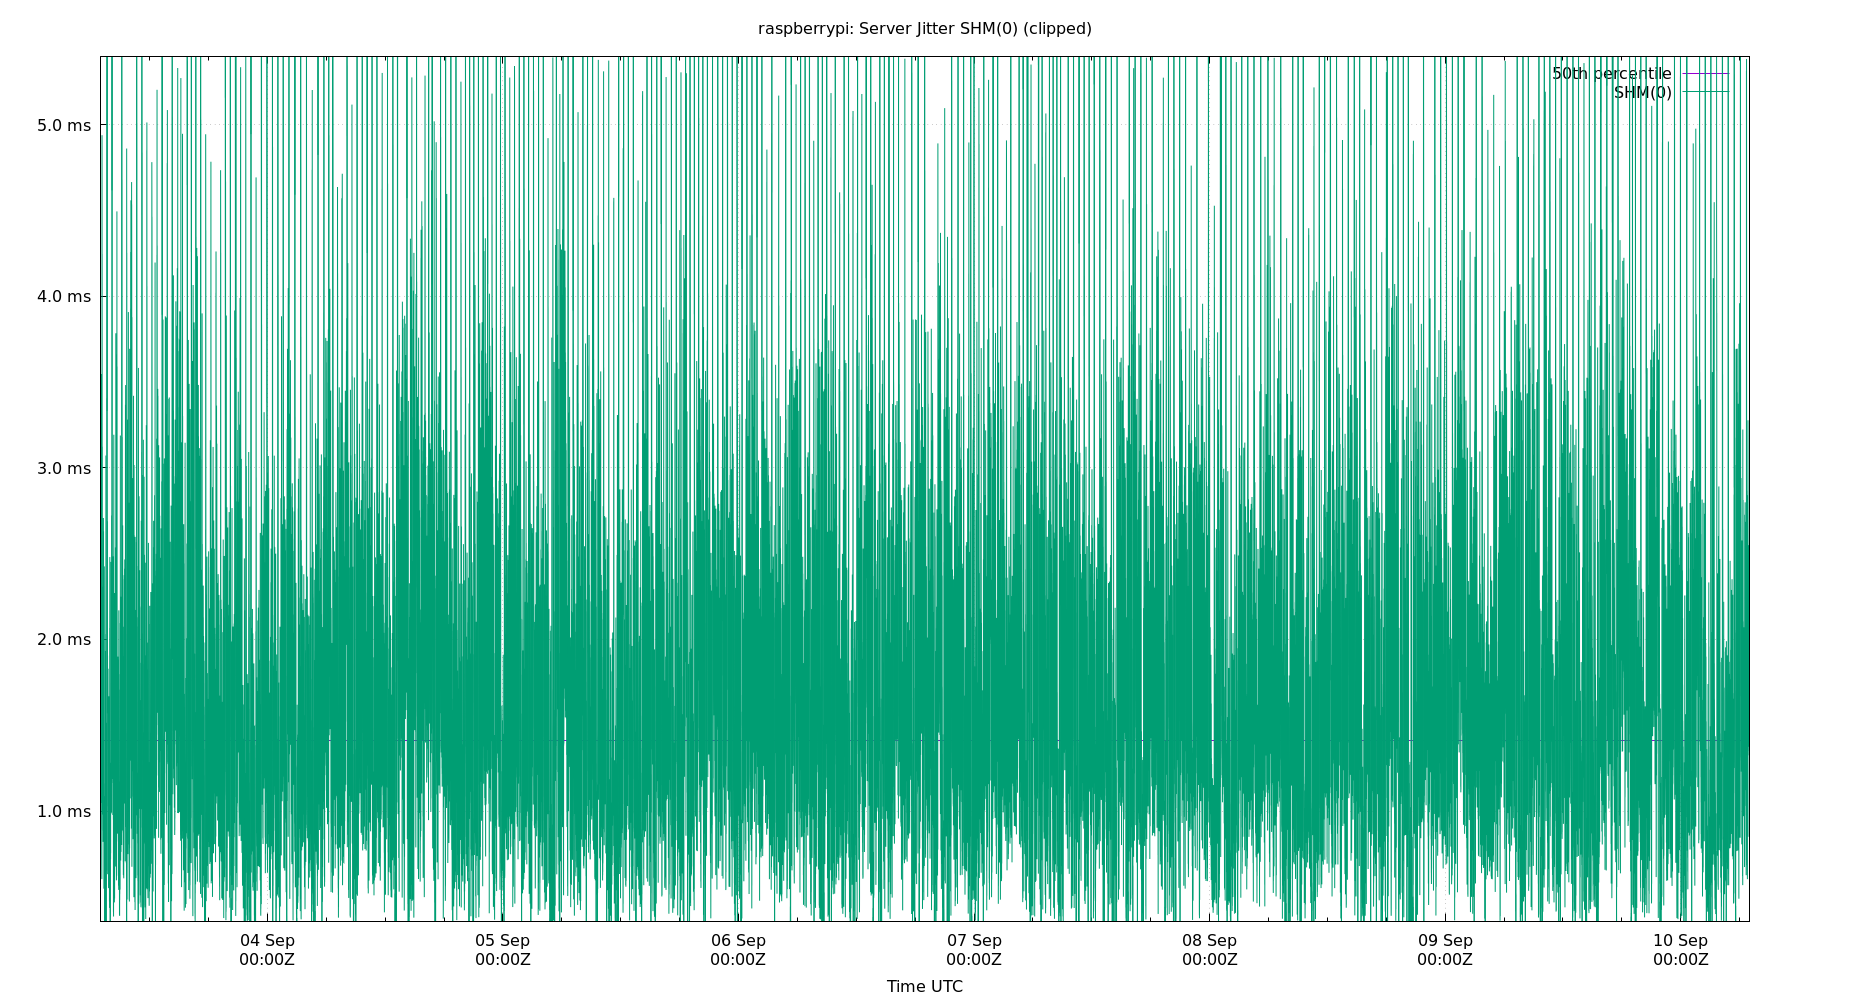 raspberrypi: Server Jitter SHM(0) (clipped)
50th percentile
SHM(0)
5.0 ms
4.0 ms
3.0 ms
2.0 ms
1.0 ms
04 Sep 05 Sep 06 Sep 07 Sep 08 Sep 09 Sep 10 Sep
00:00Z 00:00Z 00:00Z 00:00Z 00:00Z 00:00Z 00:00Z
Time UTC